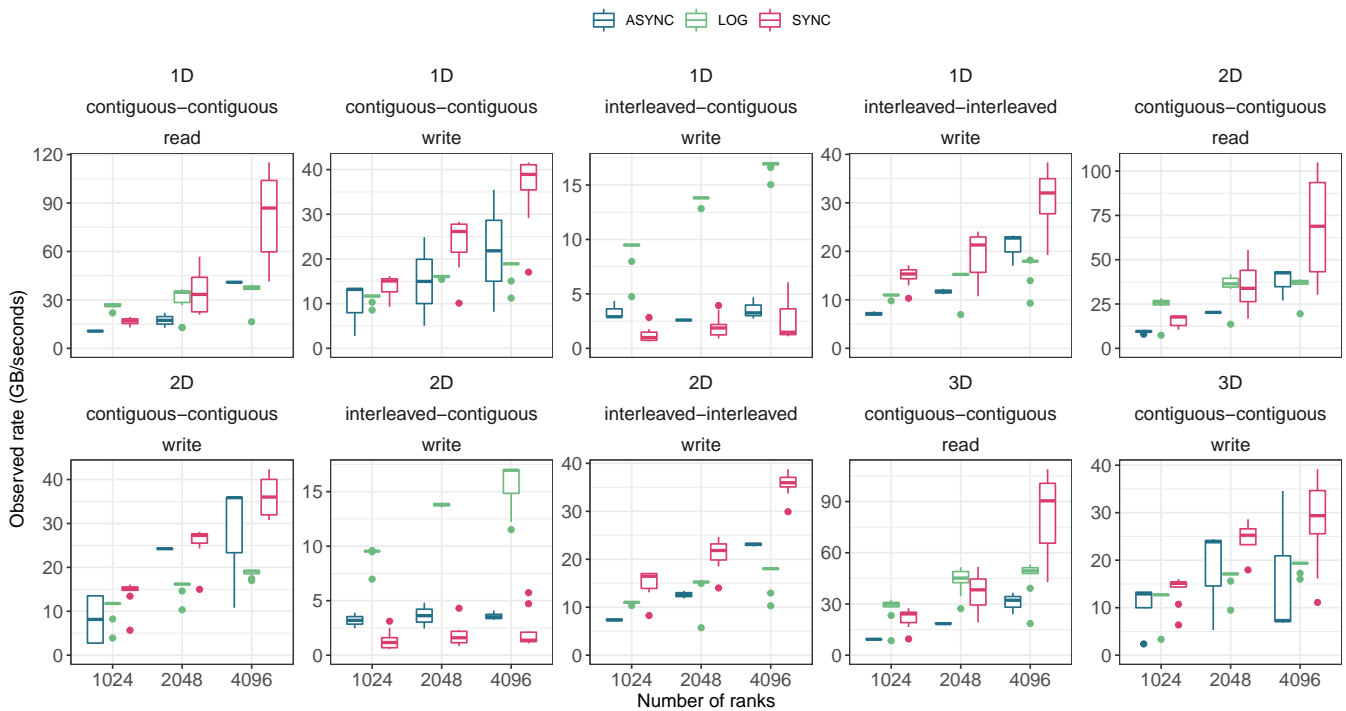 ASYNC LOG SYNC
1D 1D 1D 1D 2D
contiguous−contiguous contiguous−contiguous interleaved−contiguous interleaved−interleaved contiguous−contiguous
read write write write read
120 90 60 30 0
40 30 20 10 0
15 10 5 0
40 30 20 10 0
100 75 50 25 0
2D 2D 2D 3D 3D
contiguous−contiguous interleaved−contiguous interleaved−interleaved contiguous−contiguous contiguous−contiguous
write write write read write
40 30 20 10 0
15 10 5 0
40 30 20 10 0
90 60 30 0
40 30 20 10 0
1024 2048 4096 1024 2048 4096 1024 2048 4096 1024 2048 4096 1024 2048 4096
Number of ranks
Observed rate (GB/seconds)